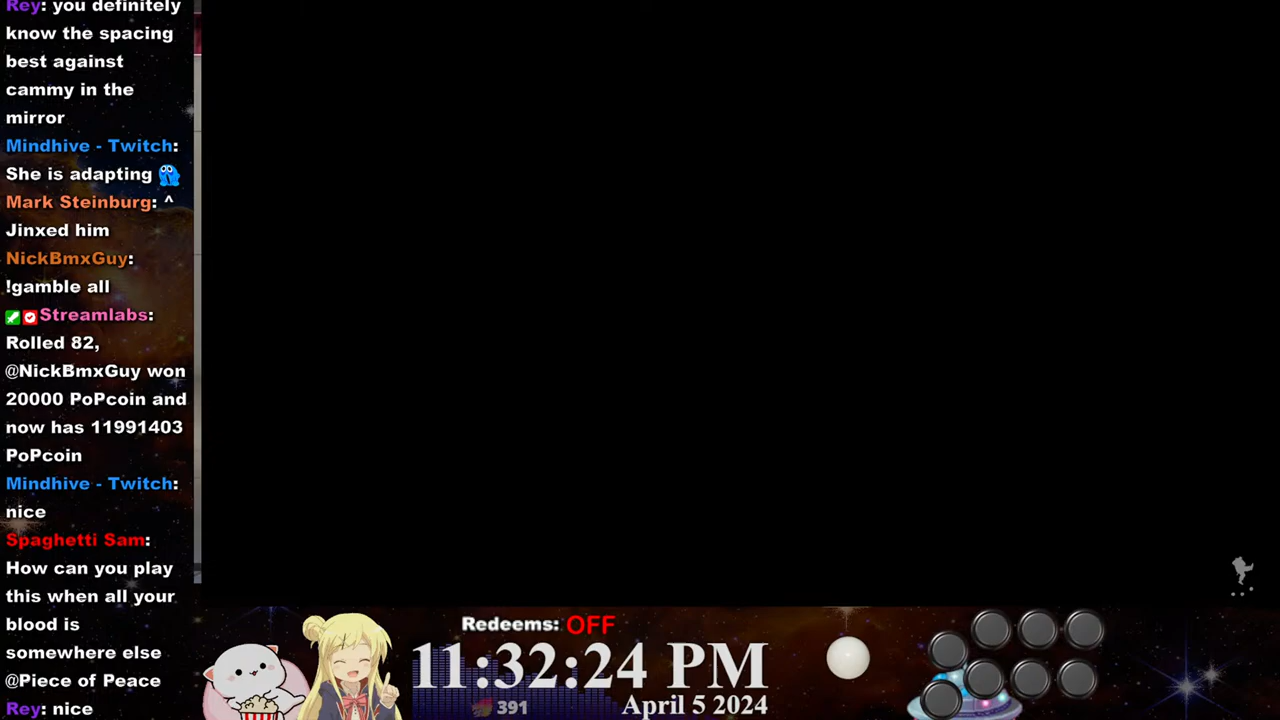 Rey: you definitely
know the spacing
best against
cammy in the
mirror
Mindhive - Twitch:
She is adapting
Mark Steinburg: ^
Jinxed him
NickBmxGuy:
!gamble all
Streamlabs:
Rolled 82,
@NickBmxGuy won
20000 PoPcoin and
now has 11991403
PoPcoin
Mindhive - Twitch:
nice
Spaghetti Sam:
How can you play
this when all your
blood is
somewhere else
@Piece of Peace
Rey: nice
Redeems: OFF
11:32:24 PM
391
April 5 2024